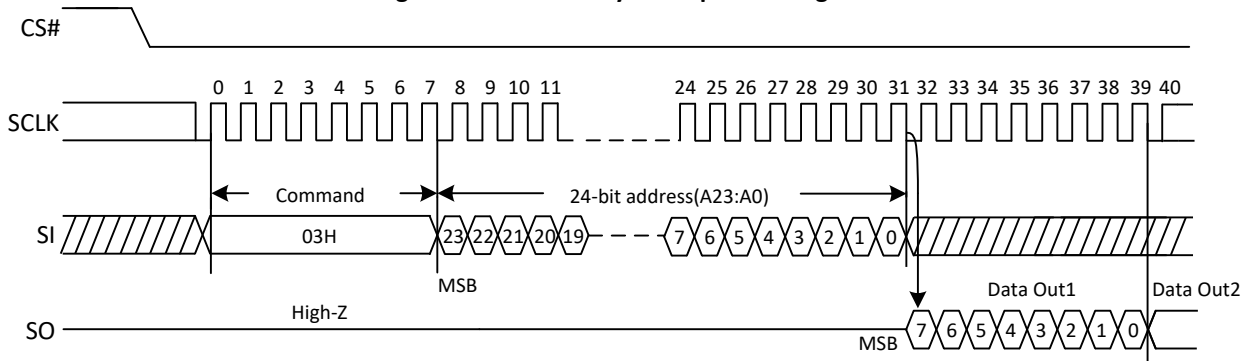 CS#
0 1 2 3 4 5 6 7 8 9 10 11 24 25 26 27 28 29 30 31 32 33 34 35 36 37 38 39 40
SCLK
Command 24-bit address(A23:A0)
SI 03H 23 22 21 20 19 7 6 5 4 3 2 1 0
MSB Data Out1 Data Out2
High-Z
SO MSB 7 6 5 4 3 2 1 0